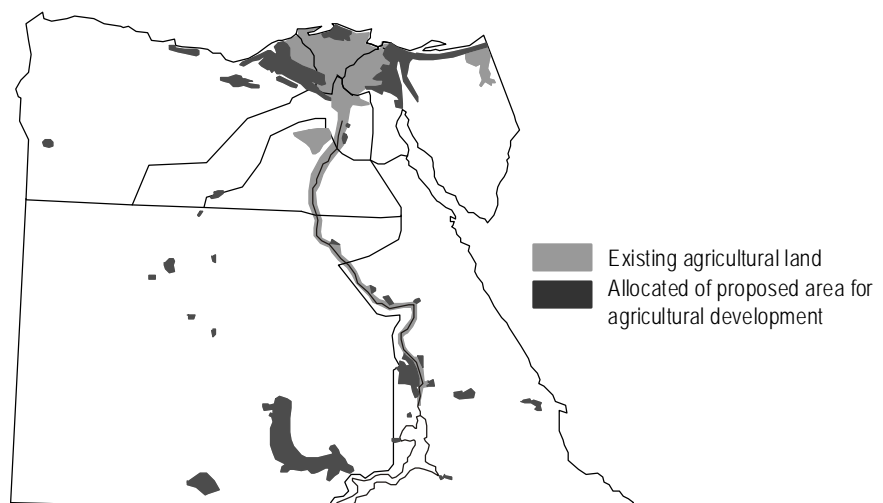 Existing agricultural land
Allocated of proposed area for
agricultural development